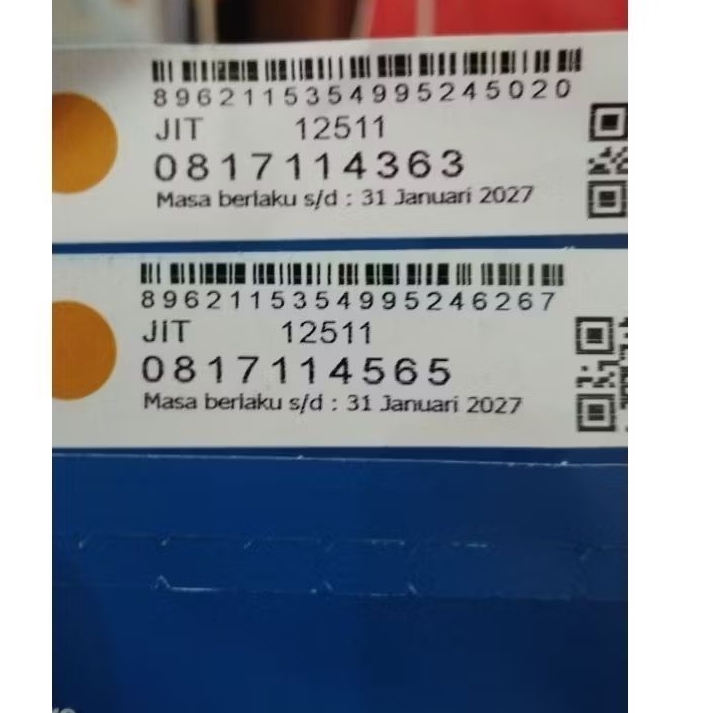 8962115354995245020
JIT 12511
0817114363
Masa berlaku s/d : 31 Januari 2027
8962115354995246267
JIT 12511
0817114565
Masa berlaku s/d : 31 Januari 2027